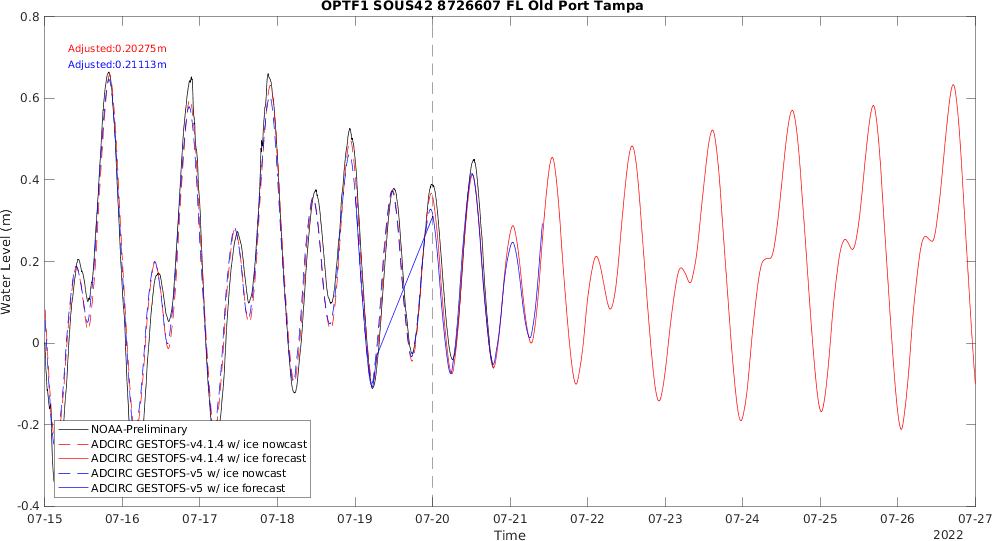 OPTF1 SOUS42 8726607 FL Old Port Tampa
0.8
Adjusted:0.20275m
Adjusted:0.21113m
0.6
0.4
0.2
0
-0.2
-0.4
Water Level (m)
NOAA-Preliminary
ADCIRC GESTOFS-v4.1.4 w/ ice nowcast
ADCIRC GESTOFS-v4.1.4 w/ ice forecast
ADCIRC GESTOFS-v5 w/ ice nowcast
ADCIRC GESTOFS-v5 w/ ice forecast
07-15 07-16 07-17 07-18 07-19 07-20 07-21 07-22 07-23 07-24 07-25 07-26 07-27
Time
2022